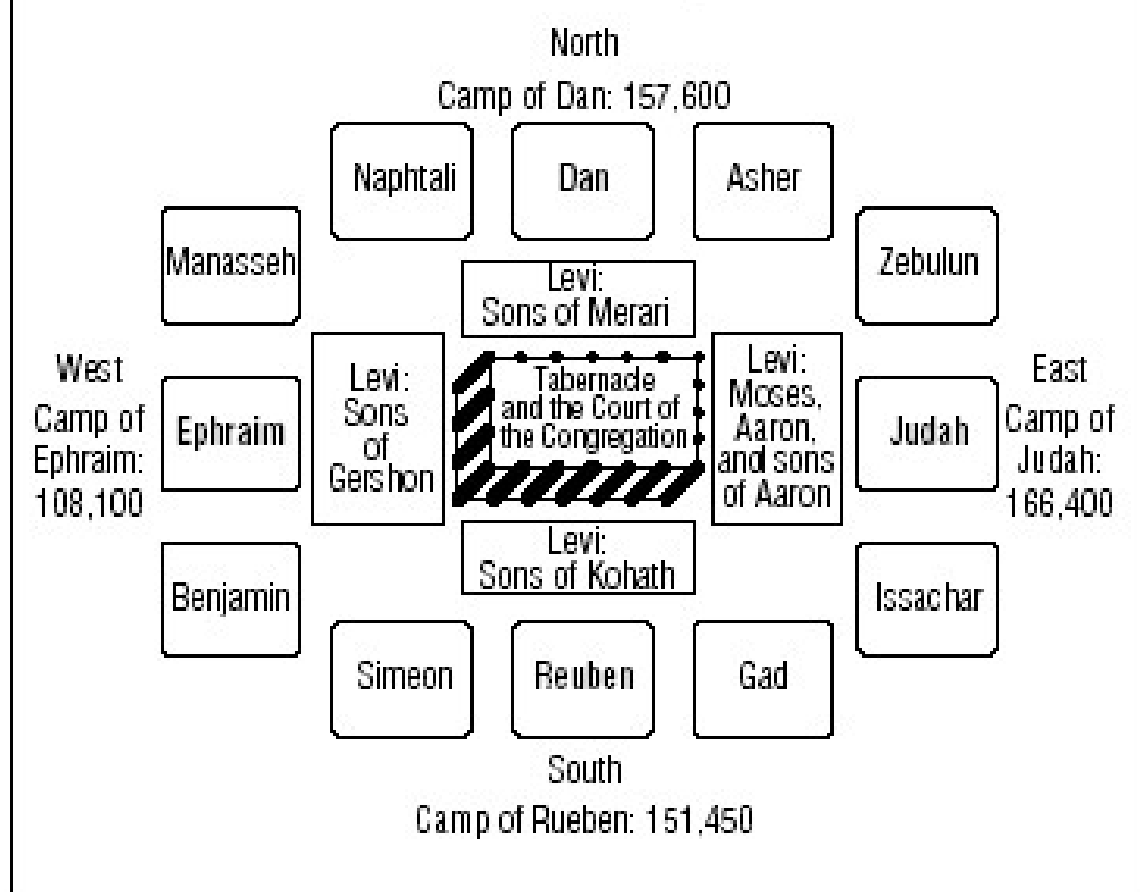 North
Camp of Dan: 157,600
Naphtali
Dan
Asher
Manasseh
Zebulun
Levi:
Sons of Merari
West
Camp of
Ephraim:
108,100
Ephraim
Levi:
Sons
of
Gershon
Tabernacle
and the Court of
the Congregation
Levi:
Moses,
Aaron,
and sons
of Aaron
Judah
East
Camp of
Judah:
166,400
Levi:
Sons of Kohath
Benjamin
Issachar
Simeon
Reuben
Gad
South
Camp of Rueben: 151,450